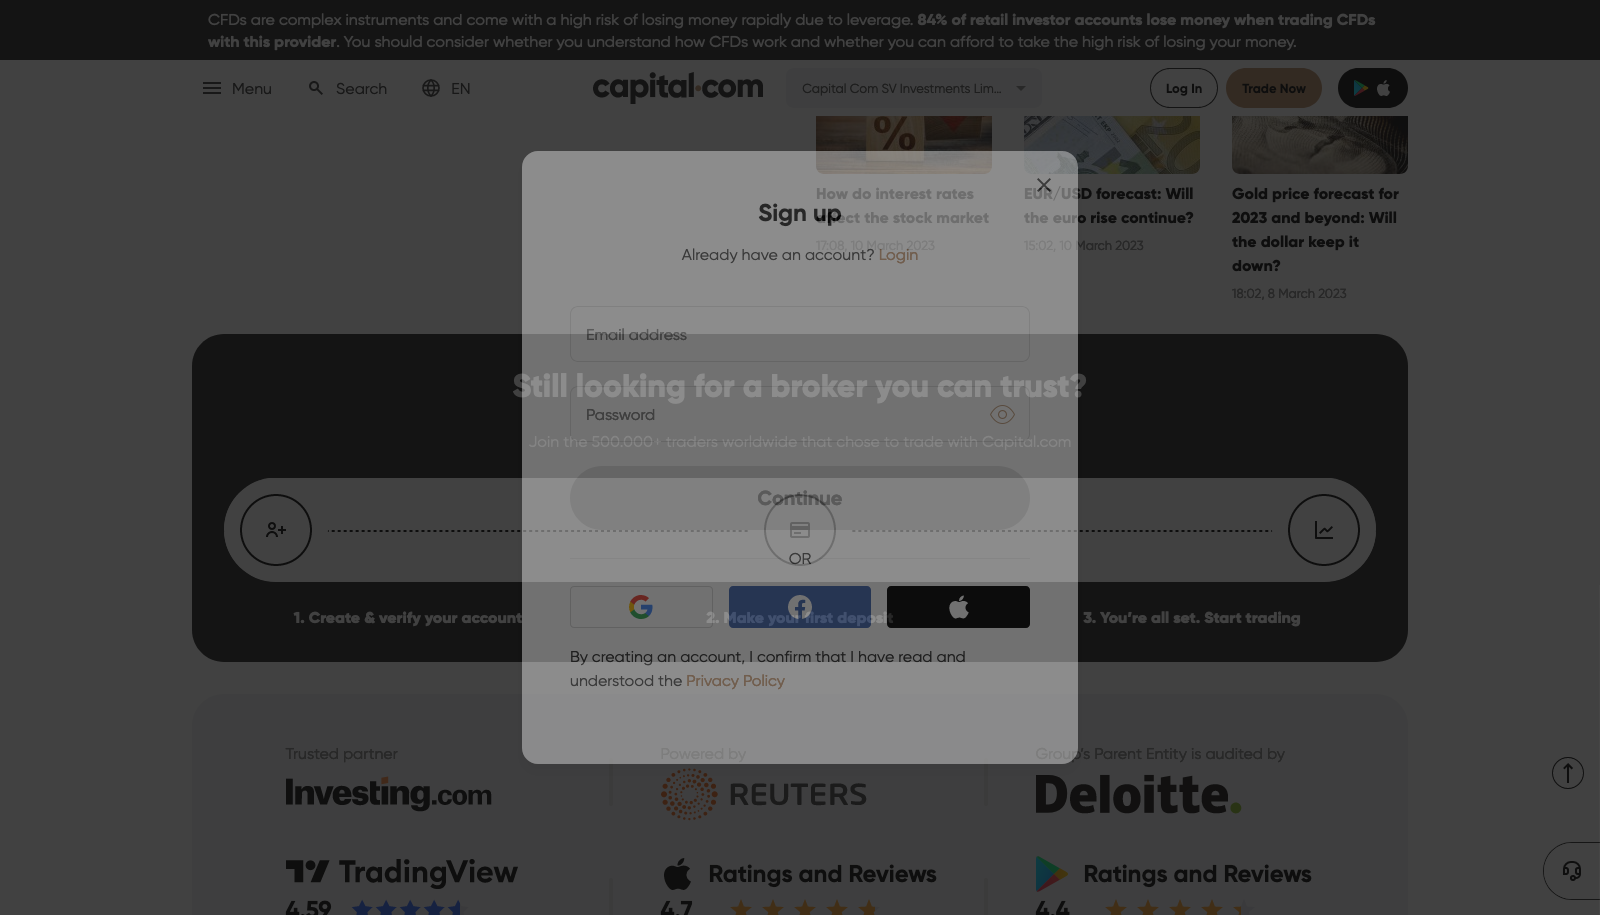 CFDs are complex instruments and come with a high risk of losing money rapidly due to leverage. 84% of retail investor accounts lose money when trading CFDs
with this provider. You should consider whether you understand how CFDs work and whether you can afford to take the high risk of losing your money.
Menu
Search
EN
capital.com
Capital Com SV Investments Lim...
Log In
Trade Now
%
How do interest rates
affect the stock market
17:08, 10 March 2023
EUR/USD forecast: Will
the euro rise continue?
15:02, 10 March 2023
Gold price forecast for
2023 and beyond: Will
the dollar keep it
down?
18:02, 8 March 2023
Sign up
Already have an account? Login
Email address
Still looking for a broker you can trust?
Password
Join the 500.000+ traders worldwide that chose to trade with Capital.com
Continue
OR
1. Create & verify your account
2. Make your first deposit
3. You're all set. Start trading
By creating an account, I confirm that I have read and
understood the Privacy Policy
Trusted partner
Investing.com
Powered by
REUTERS
Group's Parent Entity is audited by
Deloitte.
TradingView
Ratings and Reviews
Ratings and Reviews
4.59
4.7
4.4